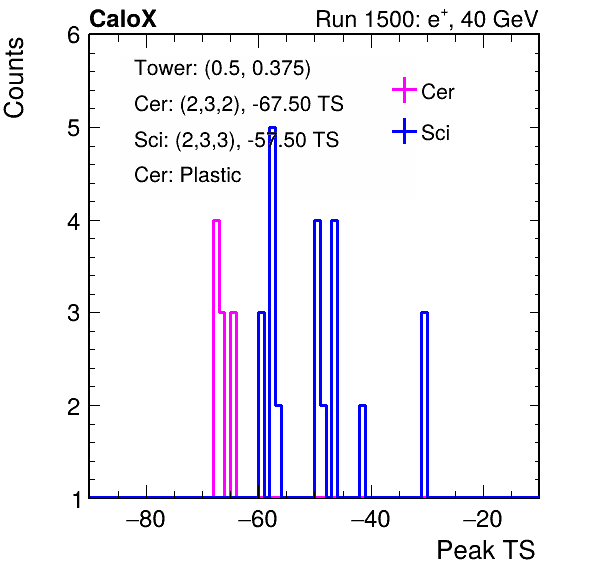 CaloX Run 1500: e+, 40 GeV
Counts
6
5
4
3
2
1
Tower: (0.5, 0.375)
Cer: (2,3,2), -67.50 TS
Sci: (2,3,3), -57.50 TS
Cer: Plastic
Cer
Sci
−80 −60 −40 −20
Peak TS